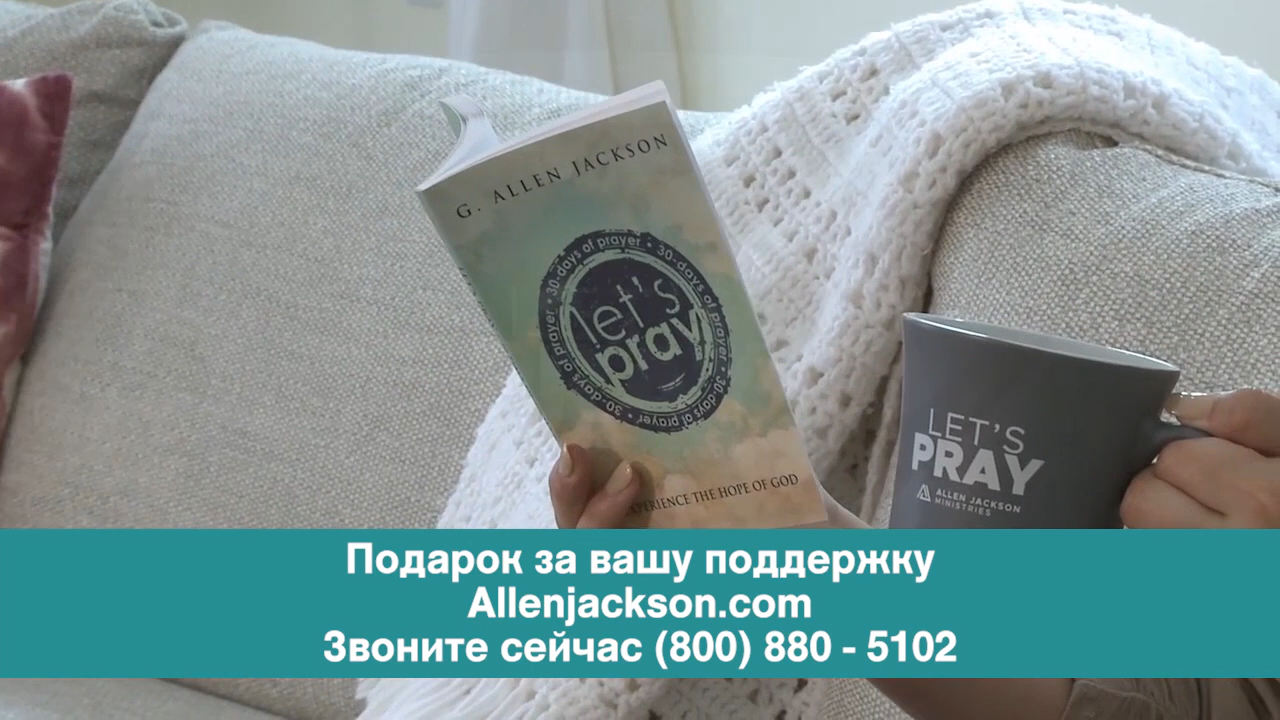 G. ALLEN JACKSON
30-days of prayer • 30-days of prayer • 30-days of prayer • 30-days of prayer •
let's
pray
THE HOPE OF GOD
LET'S
PRAY
ALLEN JACKSON
MINISTRIES
Подарок за вашу поддержку
Allenjackson.com
Звоните сейчас (800) 880 - 5102